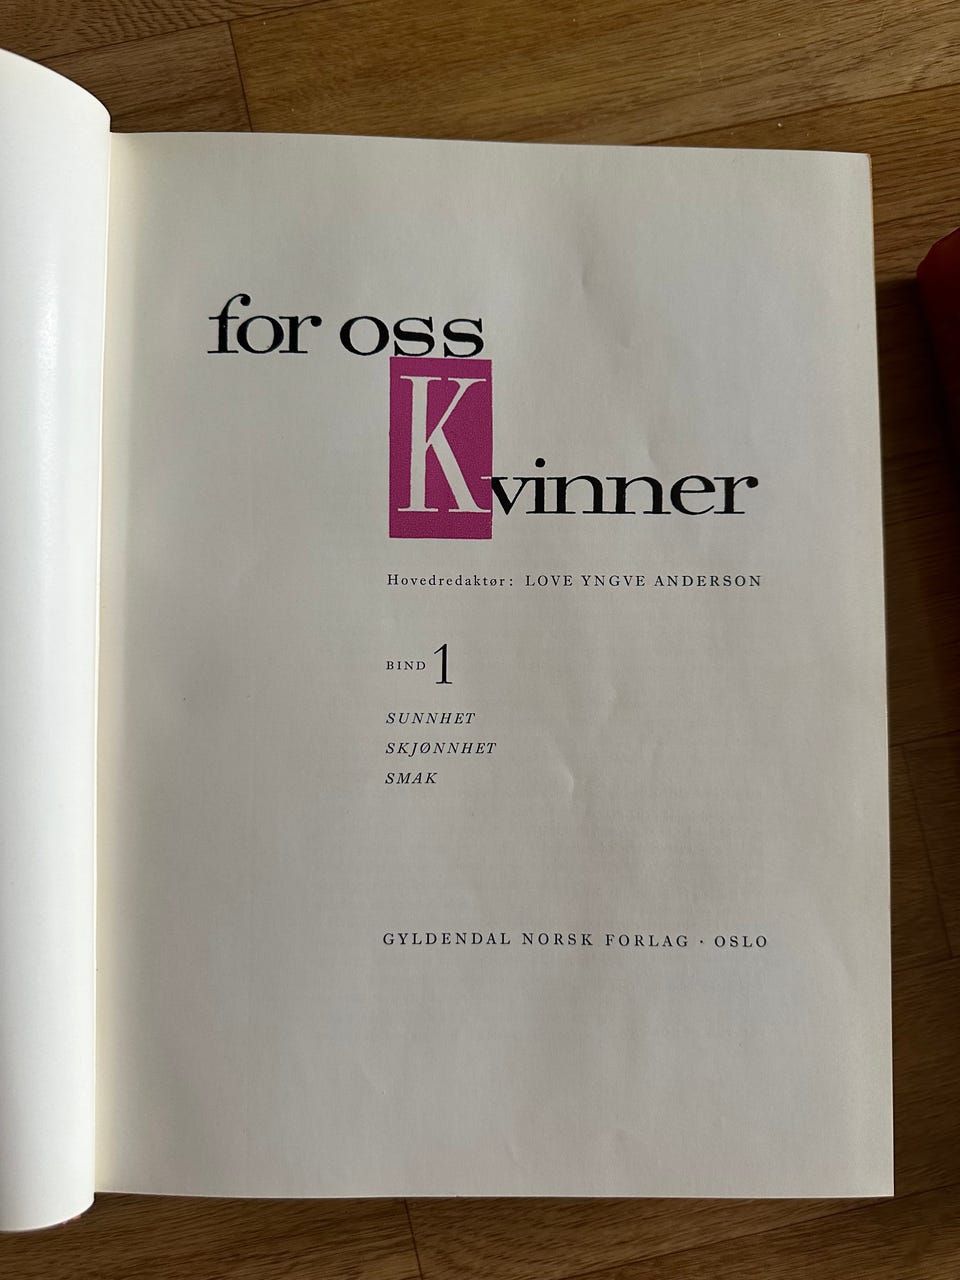 for oss
Kvinner
Hovedredaktør: LOVE YNGVE ANDERSON
BIND 1
SUNNHET
SKJØNNHET
SMAK
GYLDENDAL NORSK FORLAG · OSLO